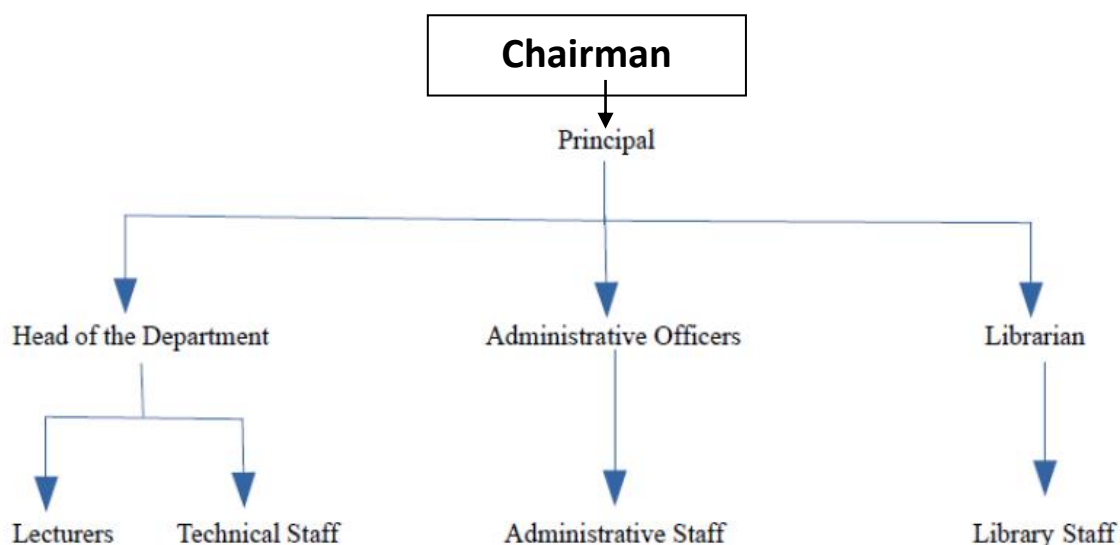 Chairman
Principal
Head of the Department Administrative Officers Librarian
Lecturers Technical Staff Administrative Staff Library Staff